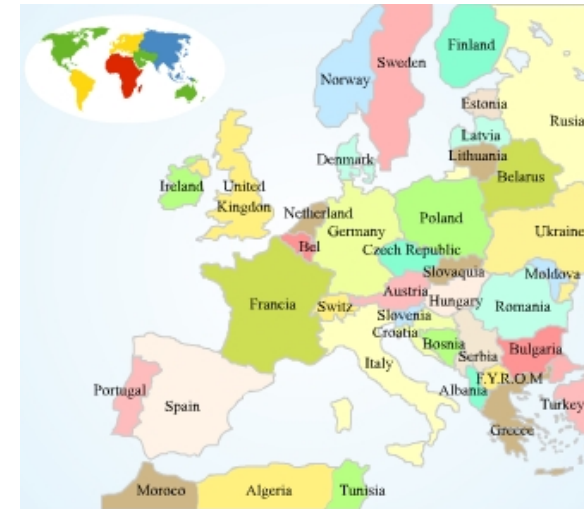 Finland
Sweden
Norway
Estonia
Rusia
Latvia
Lithuania
Denmark
Belarus
Ireland
United
Kingdon
Netherland
Germany
Poland
Ukraine
Bel
Czech Republic
Slovaquia
Moldova
Austria
Hungary
Francia
Switz
Slovenia
Romania
Croatia
Bosnia
Serbia
Bulgaria
Italy
F.Y.R.O.M
Portugal
Albania
Spain
Turkey
Greece
Moroco
Algeria
Tunisia